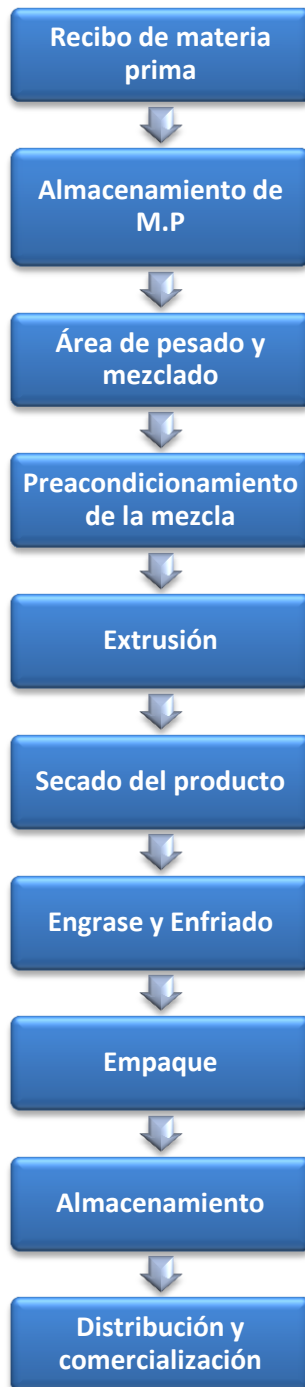 Recibo de materia
prima
Almacenamiento de
M.P
Área de pesado y
mezclado
Preacondicionamiento
de la mezcla
Extrusión
Secado del producto
Engrase y Enfriado
Empaque
Almacenamiento
Distribución y
comercialización